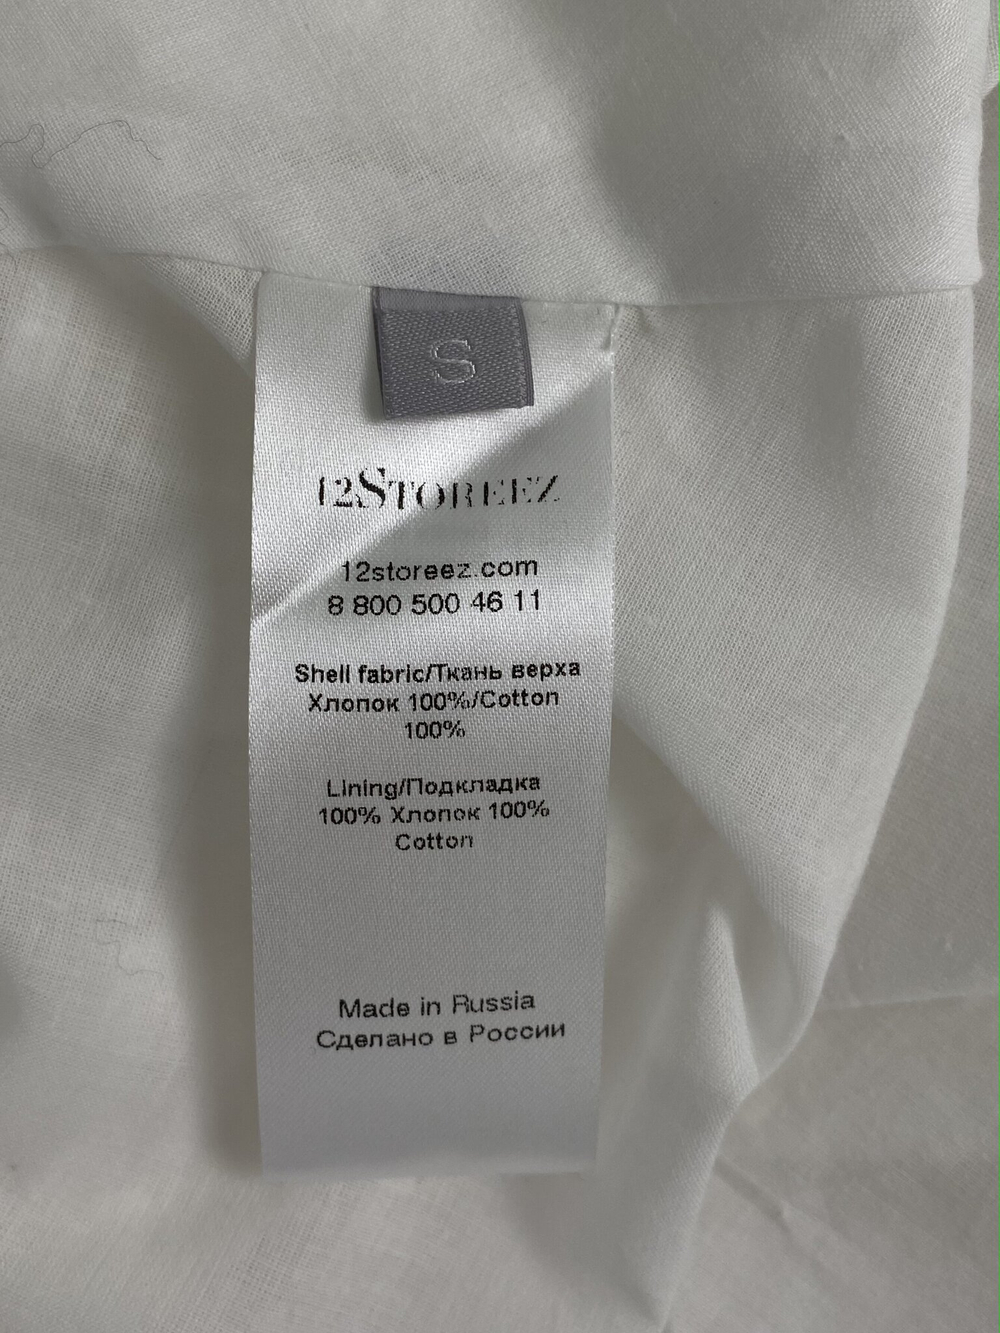 S
12STOREEZ
12storeez.com
8 800 500 46 11
Shell fabric/Ткань верха
Хлопок 100%/Cotton
100%
Lining/Подкладка
100% Хлопок 100%
Cotton
Made in Russia
Сделано в России